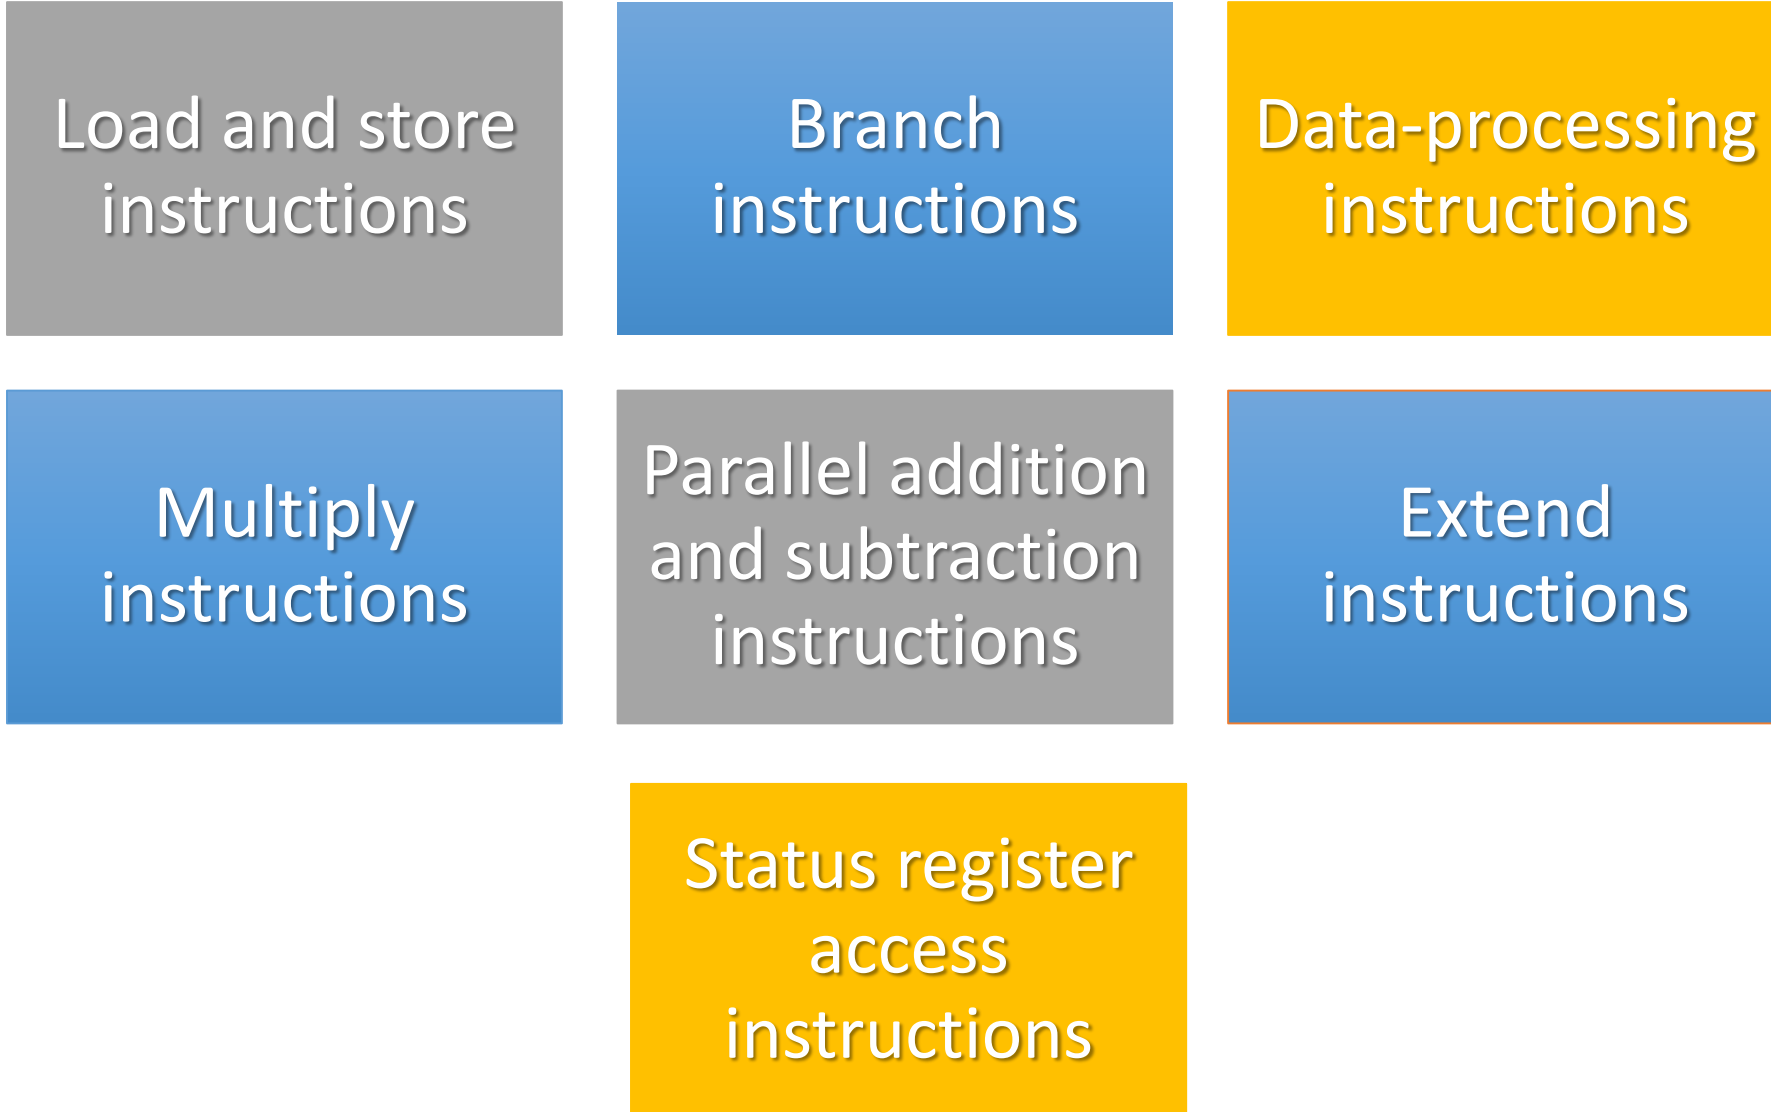 Load and store
instructions
Branch
instructions
Data-processing
instructions
Multiply
instructions
Parallel addition
and subtraction
instructions
Extend
instructions
Status register
access
instructions